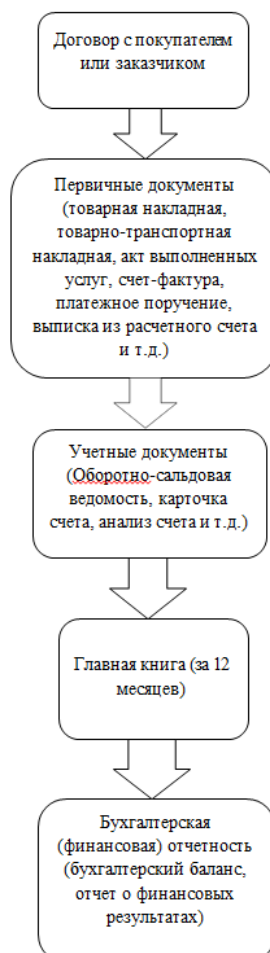 Договор с покупателем
или заказчиком
Первичные документы
(товарная накладная,
товарно-транспортная
накладная, акт выполненных
услуг, счет-фактура,
платежное поручение,
выписка из расчетного счета
и т.д.)
Учетные документы
(Оборотно-сальдовая
ведомость, карточка
счета, анализ счета и т.д.)
Главная книга (за 12
месяцев)
Бухгалтерская
(финансовая) отчетность
(бухгалтерский баланс,
отчет о финансовых
результатах)